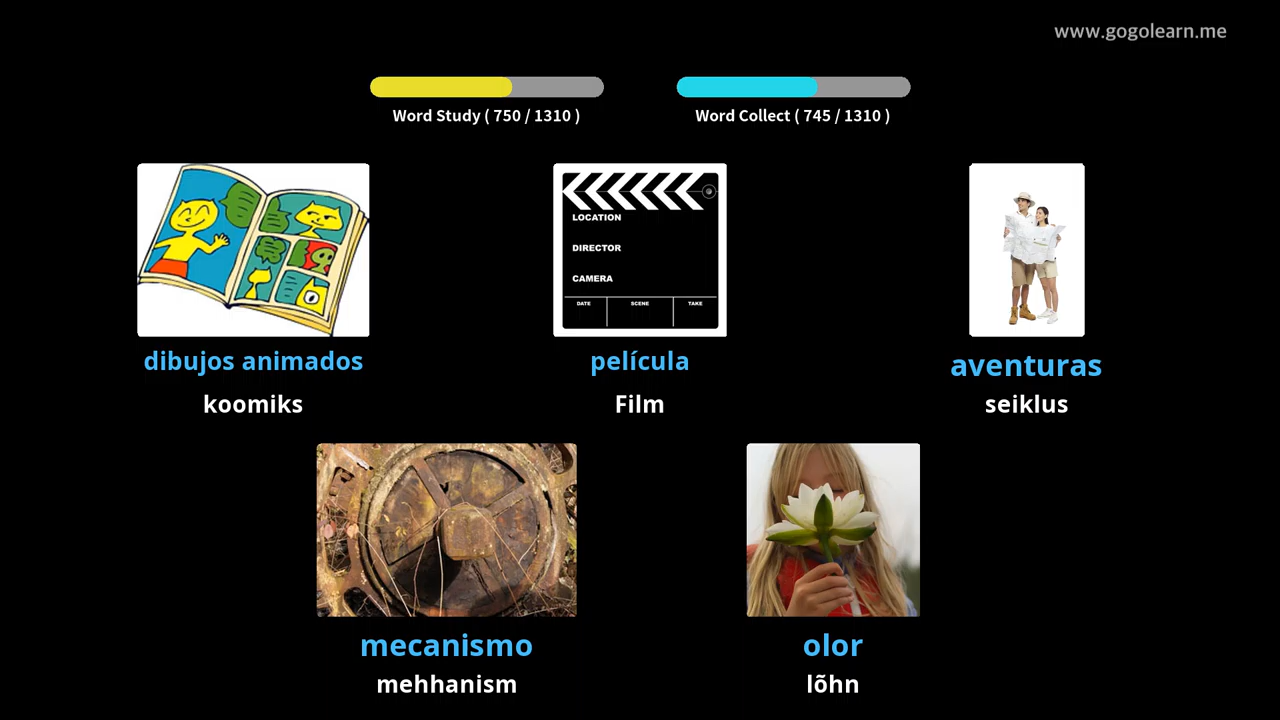 www.gogolearn.me
Word Study ( 750 / 1310 )
Word Collect ( 745 / 1310 )
LOCATION
DIRECTOR
CAMERA
DATE
SCENE
TAKE
dibujos animados
película
aventuras
koomiks
Film
seiklus
mecanismo
olor
mehhanism
lõhn